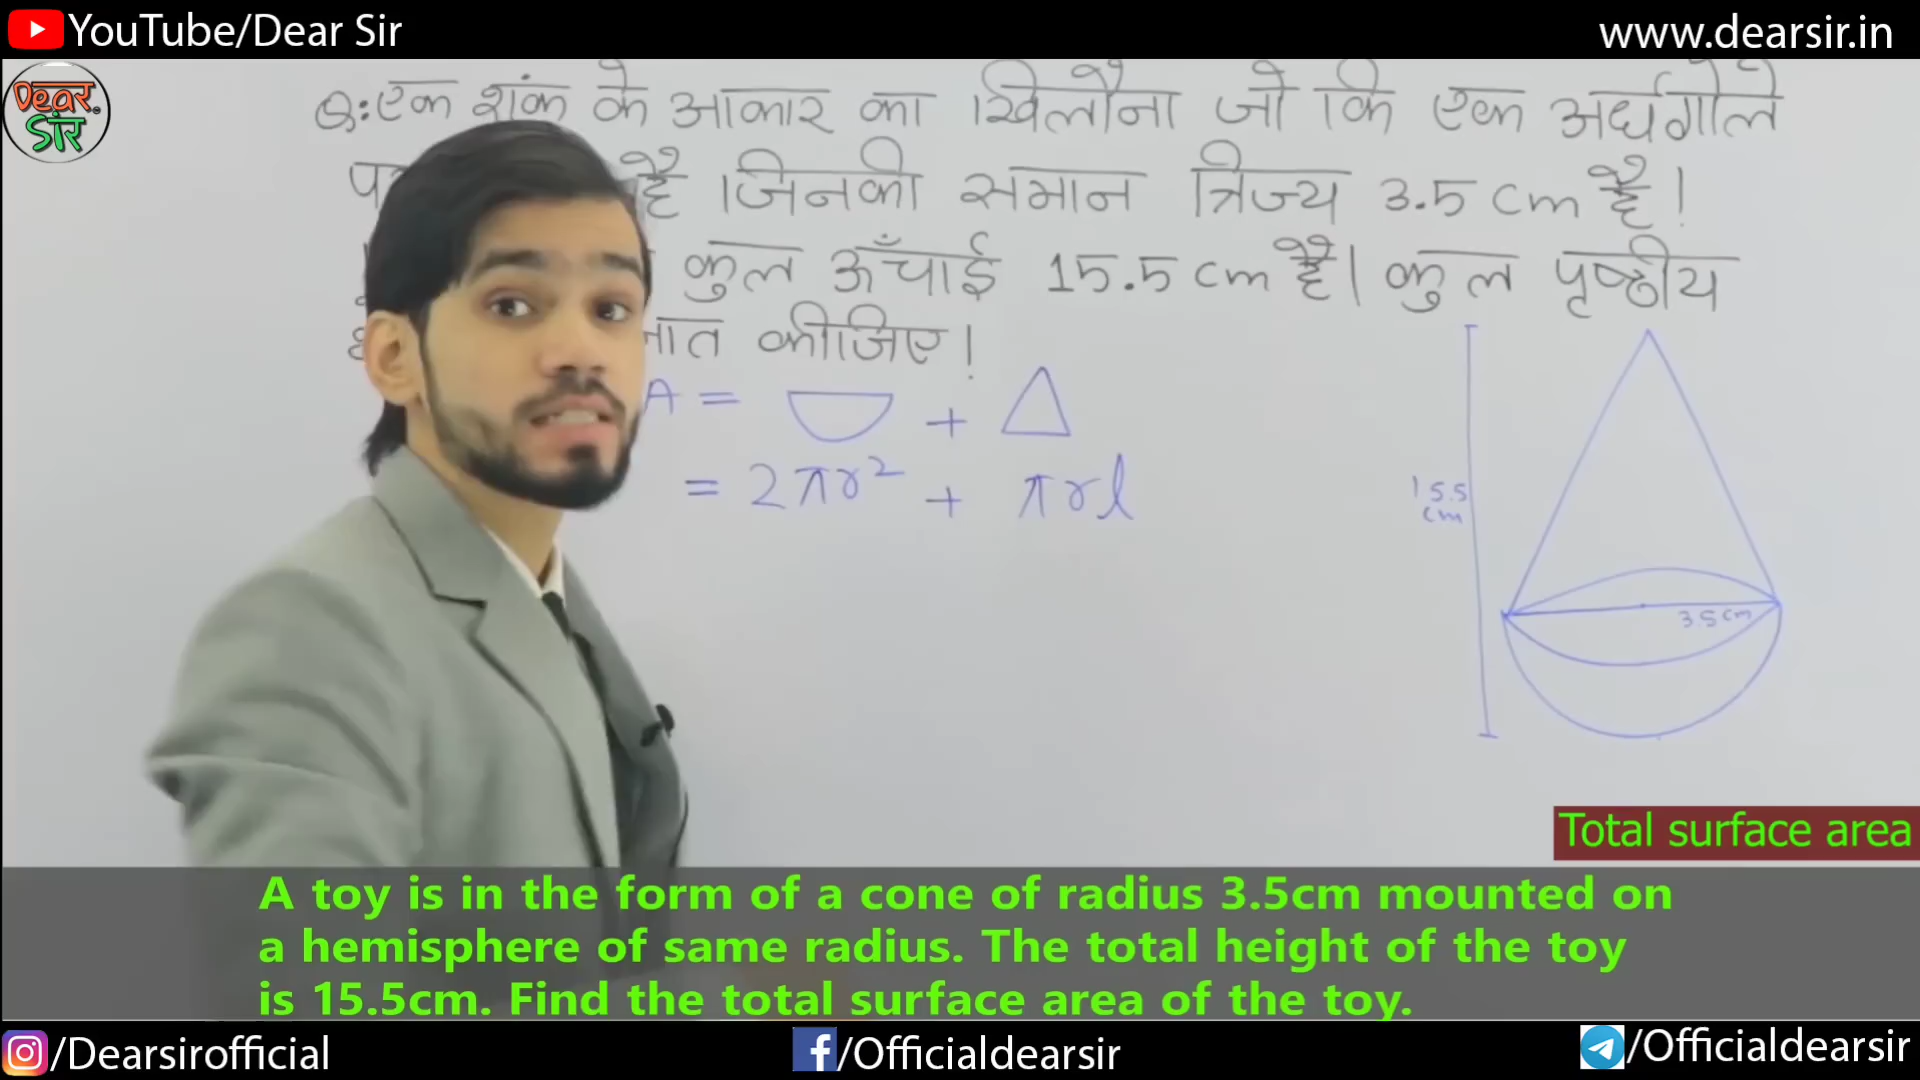 YouTube/Dear Sir
www.dearsir.in
Dear
सर
Q:एक शंकु के आकार का खिलौना जो कि एक अर्धगोले
है जिनकी समान त्रिज्य 3.5 cm है।
कुल ऊँचाई 15.5 cm है। कुल पृष्ठीय
कीजिए।
A = +
= 2πr² + πrl
15.5
cm
3.5 cm
Total surface area
A toy is in the form of a cone of radius 3.5cm mounted on
a hemisphere of same radius. The total height of the toy
is 15.5cm. Find the total surface area of the toy.
/Dearsirofficial
/Officialdearsir
/Officialdearsir